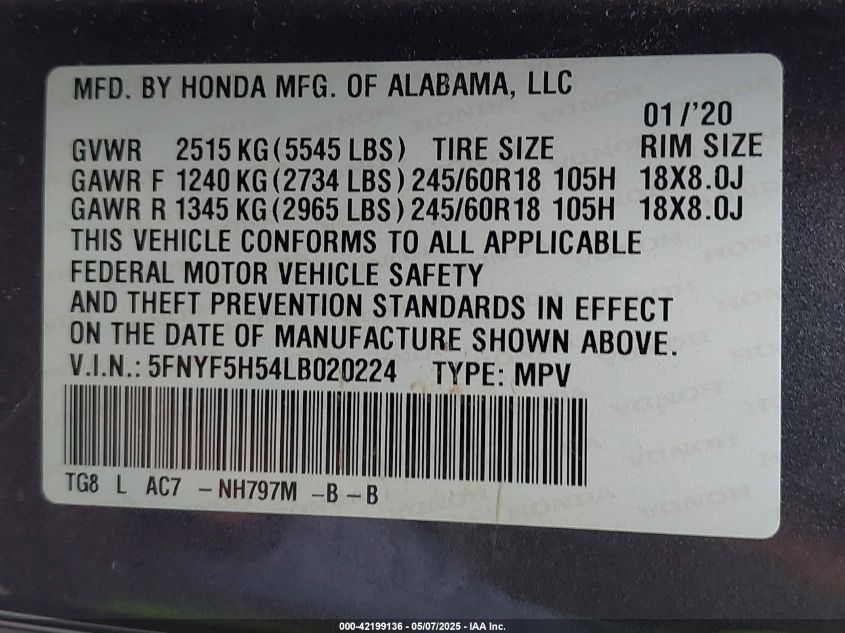 MFD. BY HONDA MFG. OF ALABAMA, LLC
01/'20
GVWR 2515 KG (5545 LBS) TIRE SIZE RIM SIZE
GAWR F 1240 KG (2734 LBS) 245/60R18 105H 18X8.0J
GAWR R 1345 KG (2965 LBS) 245/60R18 105H 18X8.0J
THIS VEHICLE CONFORMS TO ALL APPLICABLE
FEDERAL MOTOR VEHICLE SAFETY
AND THEFT PREVENTION STANDARDS IN EFFECT
ON THE DATE OF MANUFACTURE SHOWN ABOVE.
V.I.N.: 5FNYF5H54LB020224 TYPE: MPV
TG8 L AC7 -NH797M -B-B
000-42199136 - 05/07/2025 - IAA Inc.